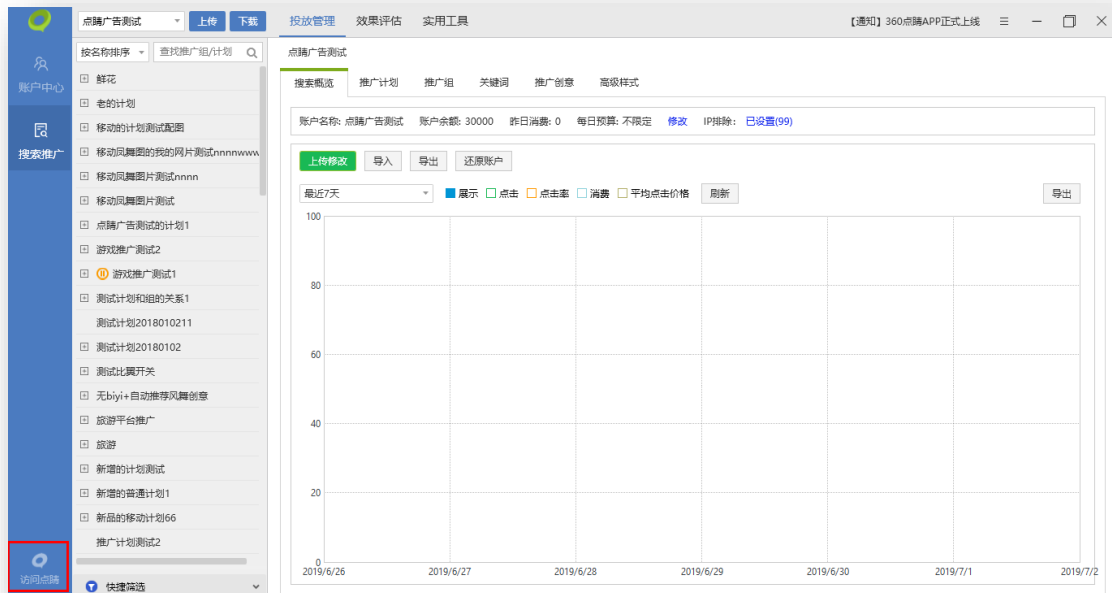 点睛广告测试 上传 下载 投放管理 效果评估 实用工具 【通知】360点睛APP正式上线
账户中心
搜索推广
访问点睛
按名称排序 查找推广组/计划
鲜花
老的计划
移动的计划测试配图
移动凤舞图的我的网片测试nnnnwww
移动凤舞图片测试nnnn
移动凤舞图片测试
点睛广告测试的计划1
游戏推广测试2
游戏推广测试1
测试计划和组的关系1
测试计划2018010211
测试计划20180102
测试比翼开关
无biyi+自动推荐凤舞创意
旅游平台推广
旅游
新增的计划测试
新增的普通计划1
新品的移动计划66
推广计划测试2
快捷筛选
点睛广告测试
搜索概览 推广计划 推广组 关键词 推广创意 高级样式
账户名称: 点睛广告测试 账户余额: 30000 昨日消费: 0 每日预算: 不限定 修改 IP排除: 已设置(99)
上传修改 导入 导出 还原账户
最近7天 展示 点击 点击率 消费 平均点击价格 刷新 导出
100
80
60
40
20
0
2019/6/26 2019/6/27 2019/6/28 2019/6/29 2019/6/30 2019/7/1 2019/7/2